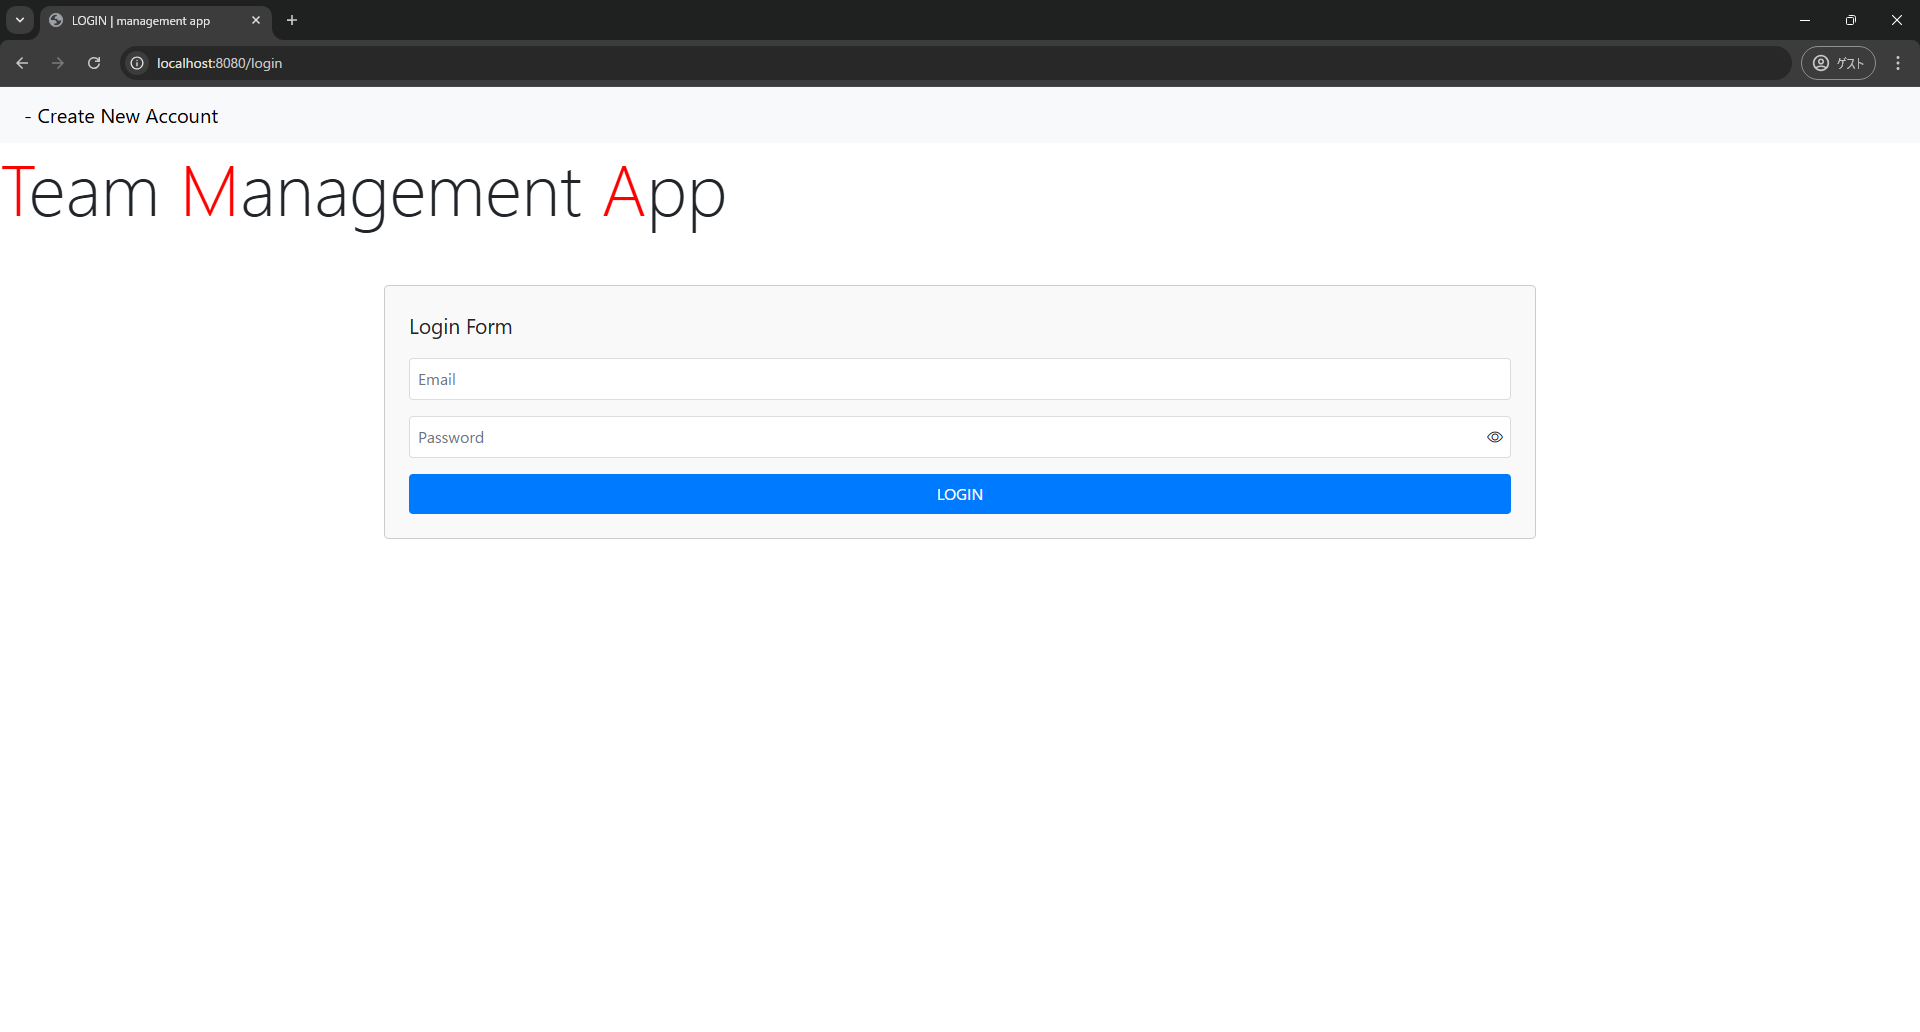 LOGIN | management app
localhost:8080/login
ゲスト
- Create New Account
Team Management App
Login Form
Email
Password
LOGIN